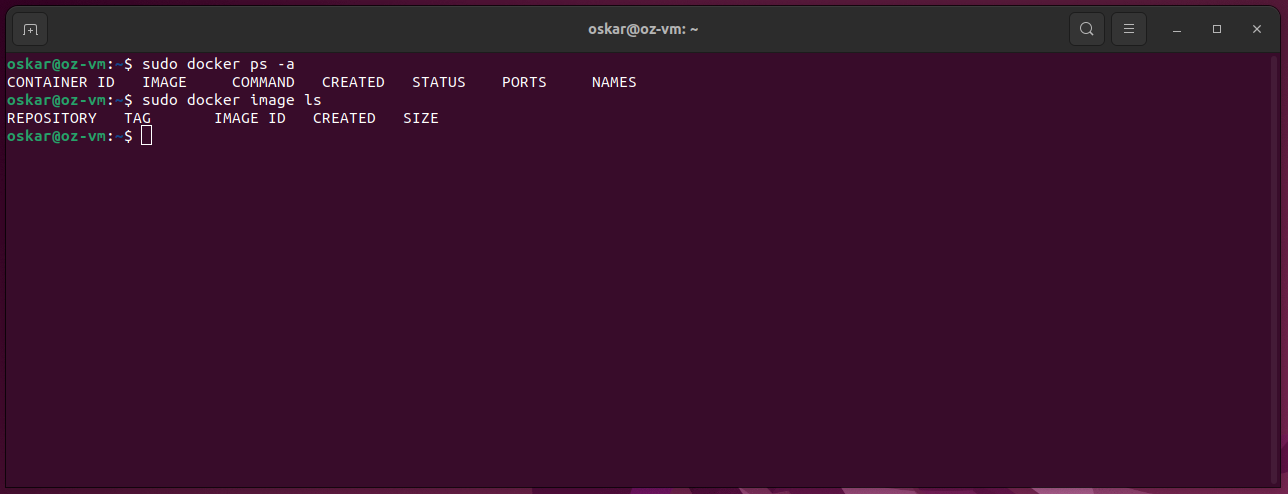 oskar@oz-vm: ~
oskar@oz-vm:~$ sudo docker ps -a
CONTAINER ID   IMAGE     COMMAND   CREATED   STATUS    PORTS     NAMES
oskar@oz-vm:~$ sudo docker image ls
REPOSITORY   TAG       IMAGE ID   CREATED   SIZE
oskar@oz-vm:~$